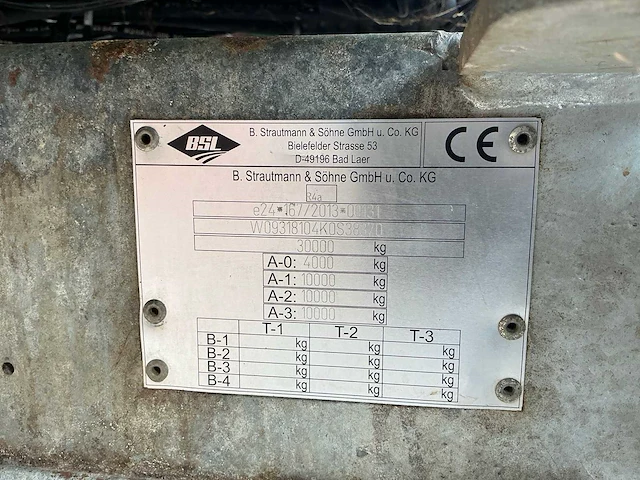 BSL
B. Strautmann & Söhne GmbH u. Co. KG
Bielefelder Strasse 53
D-49196 Bad Laer
CE
B. Strautmann & Söhne GmbH u. Co. KG
R4a
30000 kg
A-0: 4000 kg
A-1: 10000 kg
A-2: 10000 kg
A-3: 10000 kg
T-1 T-2 T-3
B-1 kg kg kg
B-2 kg kg kg
B-3 kg kg kg
B-4 kg kg kg